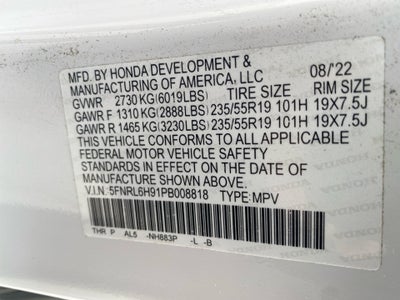 MFD. BY HONDA DEVELOPMENT &
MANUFACTURING OF AMERICA, LLC 08/'22
GVWR 2730 KG (6019LBS) TIRE SIZE RIM SIZE
GAWR F 1310 KG (2888LBS) 235/55R19 101H 19X7.5J
GAWR R 1465 KG (3230LBS) 235/55R19 101H 19X7.5J
THIS VEHICLE CONFORMS TO ALL APPLICABLE
FEDERAL MOTOR VEHICLE SAFETY
STANDARDS IN EFFECT ON THE DATE OF
MANUFACTURE SHOWN ABOVE.
V.I.N: 5FNRL6H91PB008818 TYPE: MPV
THR P AL5 -NH883P -L -B